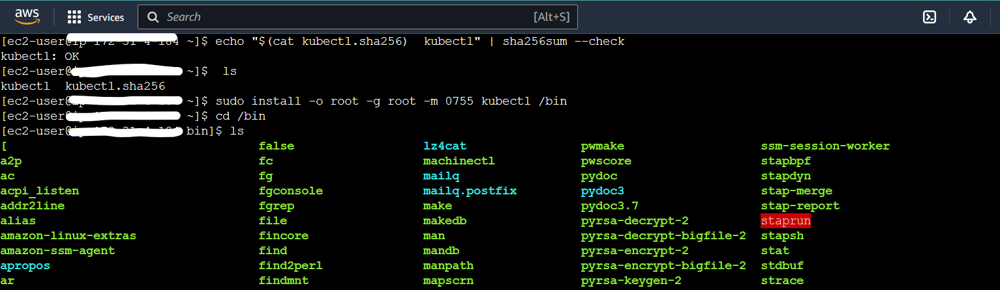 aws Services Search [Alt+S]
[ec2-user@ ~]$ echo "$(cat kubectl.sha256)  kubectl" | sha256sum --check
kubectl: OK
[ec2-user@ ~]$  ls
kubectl  kubectl.sha256
[ec2-user@ ~]$ sudo install -o root -g root -m 0755 kubectl /bin
[ec2-user@ ~]$ cd /bin
[ec2-user@ bin]$ ls
[ false lz4cat pwmake ssm-session-worker
a2p fc machinectl pwscore stapbpf
ac fg mailq pydoc stapdyn
acpi_listen fgconsole mailq.postfix pydoc3 stap-merge
addr2line fgrep make pydoc3.7 stap-report
alias file makedb pyrsa-decrypt-2 staprun
amazon-linux-extras fincore man pyrsa-decrypt-bigfile-2 stapsh
amazon-ssm-agent find mandb pyrsa-encrypt-2 stat
apropos find2perl manpath pyrsa-encrypt-bigfile-2 stdbuf
ar findmnt mapscrn pyrsa-keygen-2 strace